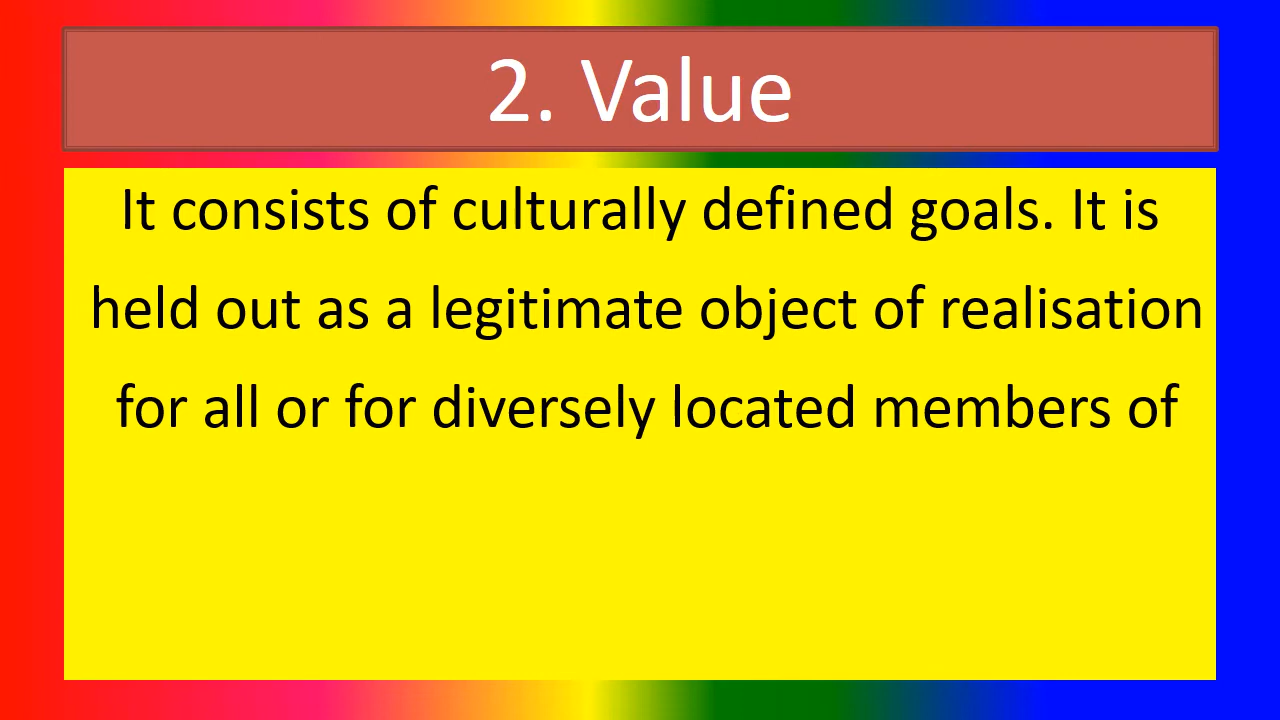 2. Value
It consists of culturally defined goals. It is
held out as a legitimate object of realisation
for all or for diversely located members of